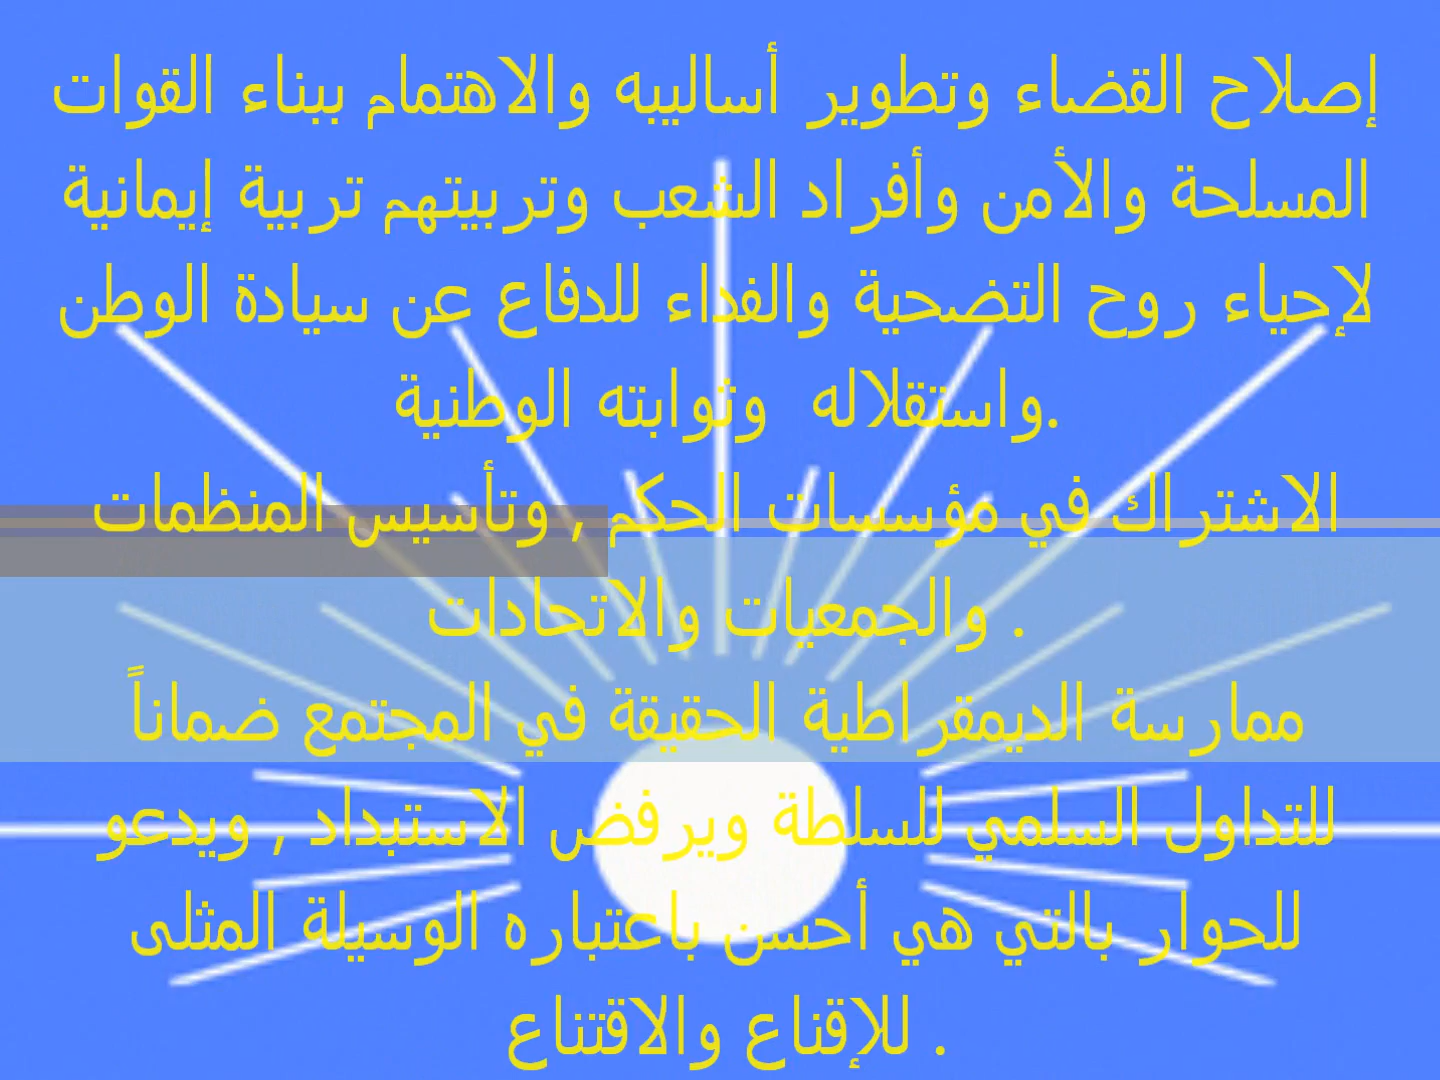 إصلاح القضاء وتطوير أساليبه والاهتمام ببناء القوات
المسلحة والأمن وأفراد الشعب وتربيتهم تربية إيمانية
لإحياء روح التضحية والفداء للدفاع عن سيادة الوطن
واستقلاله وثوابته الوطنية.
الاشتراك في مؤسسات الحكم , وتأسيس المنظمات
والجمعيات والاتحادات .
ممارسة الديمقراطية الحقيقة في المجتمع ضماناً
للتداول السلمي للسلطة ويرفض الاستبداد , ويدعو
للحوار بالتي هي أحسن باعتباره الوسيلة المثلى
للإقناع والاقتناع .